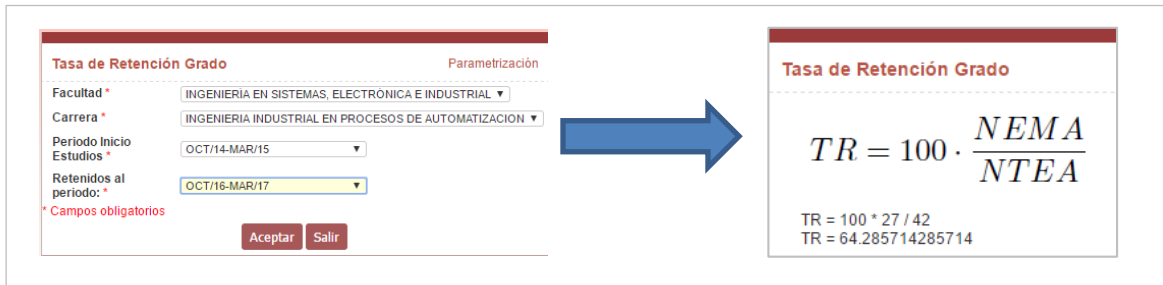 Tasa de Retención Grado
Parametrización
Facultad *
INGENIERÍA EN SISTEMAS, ELECTRÓNICA E INDUSTRIAL
Carrera *
INGENIERIA INDUSTRIAL EN PROCESOS DE AUTOMATIZACION
Periodo Inicio
Estudios *
OCT/14-MAR/15
Retenidos al
periodo: *
OCT/16-MAR/17
* Campos obligatorios
Aceptar
Salir
Tasa de Retención Grado
TR = 100 · NEMA / NTEA
TR = 100 * 27 / 42
TR = 64.285714285714